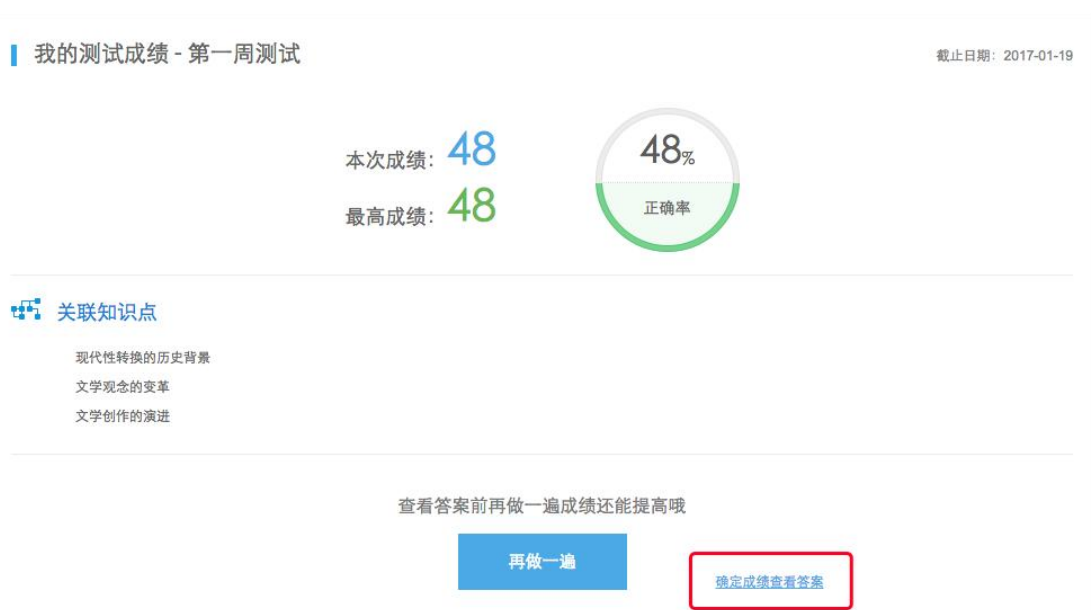 我的测试成绩 - 第一周测试
截止日期：2017-01-19
本次成绩：48
最高成绩：48
48%
正确率
关联知识点
现代性转换的历史背景
文学观念的变革
文学创作的演进
查看答案前再做一遍成绩还能提高哦
再做一遍
确定成绩查看答案